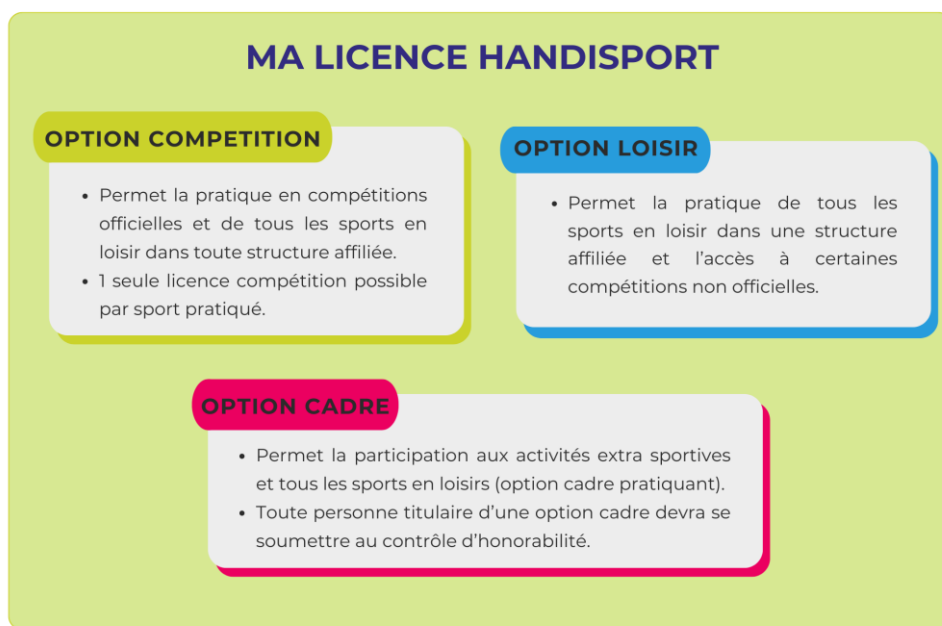 MA LICENCE HANDISPORT
OPTION COMPETITION
• Permet la pratique en compétitions
officielles et de tous les sports en
loisir dans toute structure affiliée.
• 1 seule licence compétition possible
par sport pratiqué.
OPTION LOISIR
• Permet la pratique de tous les
sports en loisir dans une structure
affiliée et l’accès à certaines
compétitions non officielles.
OPTION CADRE
• Permet la participation aux activités extra sportives
et tous les sports en loisirs (option cadre pratiquant).
• Toute personne titulaire d’une option cadre devra se
soumettre au contrôle d’honorabilité.